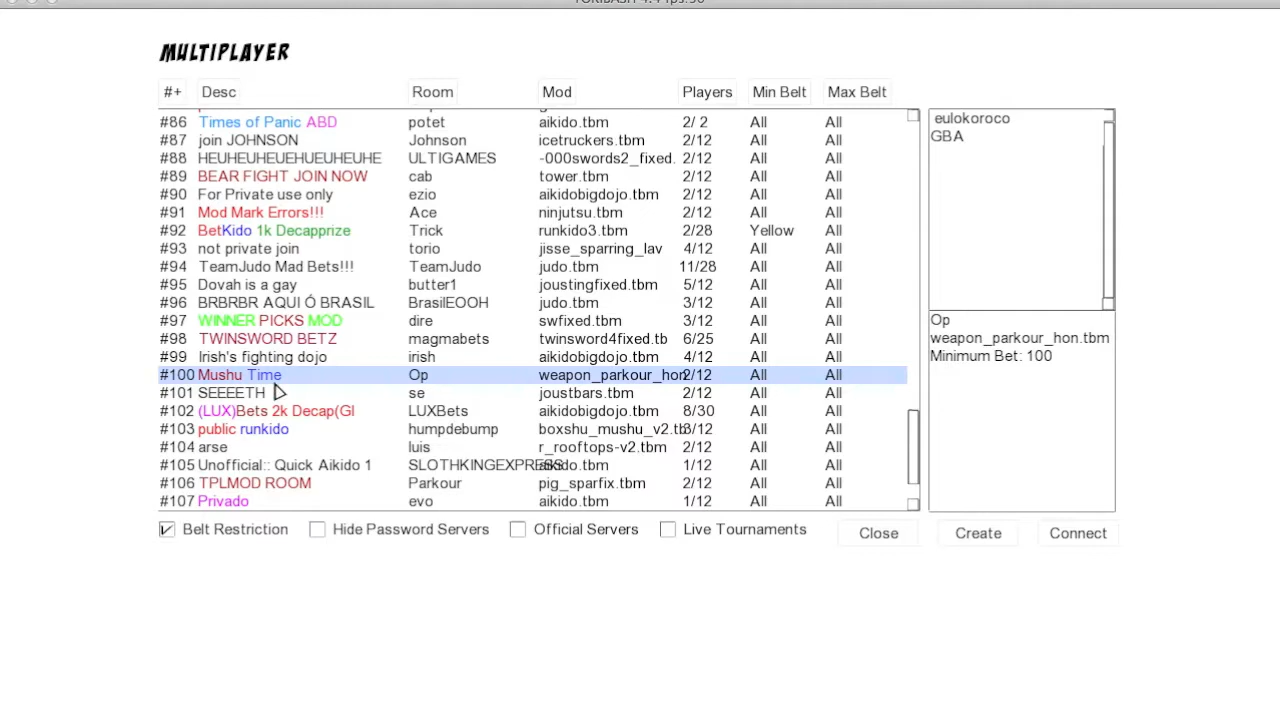 MULTIPLAYER
#+ Desc Room Mod Players Min Belt Max Belt
#86 Times of Panic ABD potet aikido.tbm 2/ 2 All All
#87 join JOHNSON Johnson icetruckers.tbm 2/12 All All
#88 HEUHEUHEUEHUEUHEUHE ULTIGAMES -000swords2_fixed. 2/12 All All
#89 BEAR FIGHT JOIN NOW cab tower.tbm 2/12 All All
#90 For Private use only ezio aikidobigdojo.tbm 2/12 All All
#91 Mod Mark Errors!!! Ace ninjutsu.tbm 2/12 All All
#92 BetKido 1k Decapprize Trick runkido3.tbm 2/28 Yellow All
#93 not private join torio jisse_sparring_lav 4/12 All All
#94 TeamJudo Mad Bets!!! TeamJudo judo.tbm 11/28 All All
#95 Dovah is a gay butter1 joustingfixed.tbm 5/12 All All
#96 BRBRBR AQUI Ó BRASIL BrasilEOOH judo.tbm 3/12 All All
#97 WINNER PICKS MOD dire swfixed.tbm 3/12 All All
#98 TWINSWORD BETZ magmabets twinsword4fixed.tb 6/25 All All
#99 Irish's fighting dojo irish aikidobigdojo.tbm 4/12 All All
#100 Mushu Time Op weapon_parkour_hon 2/12 All All
#101 SEEEETH se joustbars.tbm 2/12 All All
#102 (LUX)Bets 2k Decap(GI LUXBets aikidobigdojo.tbm 8/30 All All
#103 public runkido humpdebump boxshu_mushu_v2.tb 3/12 All All
#104 arse luis r_rooftops-v2.tbm 2/12 All All
#105 Unofficial:: Quick Aikido 1 SLOTHKINGEXPRESS aikido.tbm 1/12 All All
#106 TPLMOD ROOM Parkour pig_sparfix.tbm 2/12 All All
#107 Privado evo aikido.tbm 1/12 All All
eulokoroco
GBA
Op
weapon_parkour_hon.tbm
Minimum Bet: 100
Belt Restriction Hide Password Servers Official Servers Live Tournaments Close Create Connect